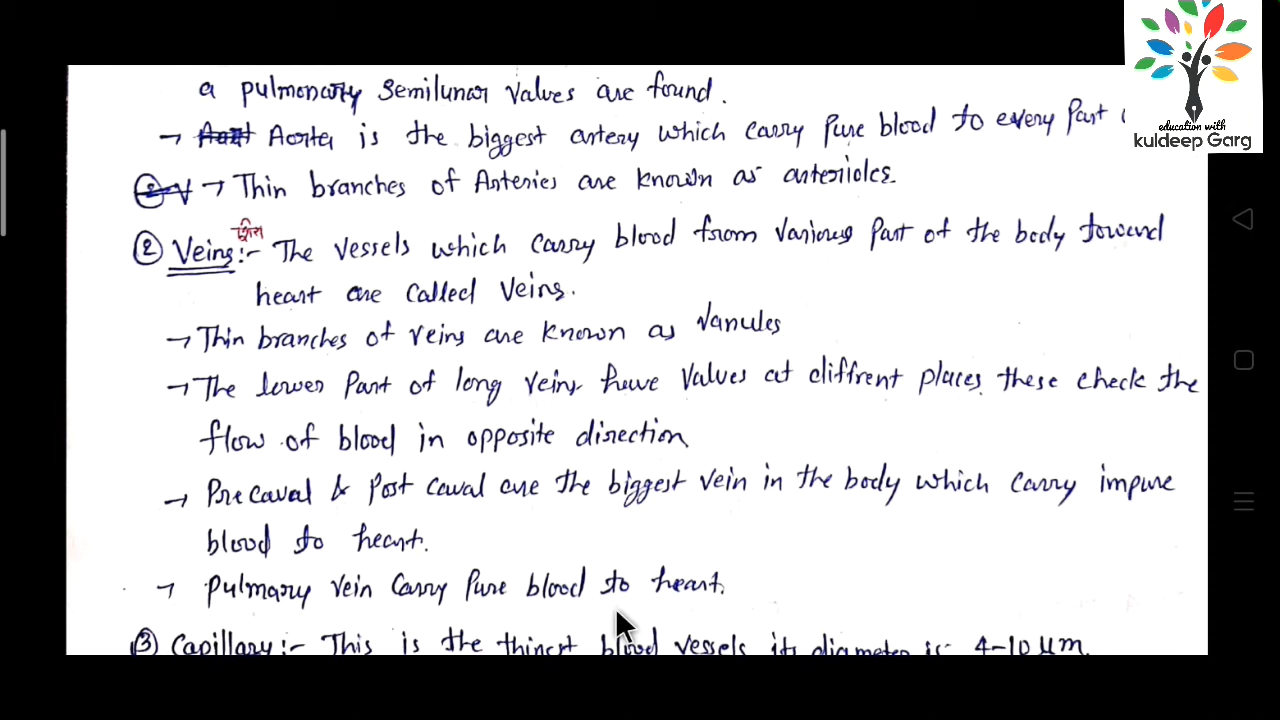 a pulmonary Semilunar valves are found.
→ Aorta is the biggest artery which carry pure blood to every part
→ Thin branches of Arteries are known as arterioles.
② Veins:- The vessels which carry blood from various part of the body toward
शिरा
heart are called Veins.
→ Thin branches of veins are known as Vanules
→ The lower part of long veins have valves at diffrent places, these check the
flow of blood in opposite direction
→ Pre caval & Post caval are the biggest vein in the body which carry impure
blood to heart.
→ Pulmary vein carry pure blood to heart.
③ Capillary:- This is the thinest blood vessels its diameter is 4-10 μm.
education with
kuldeep Garg